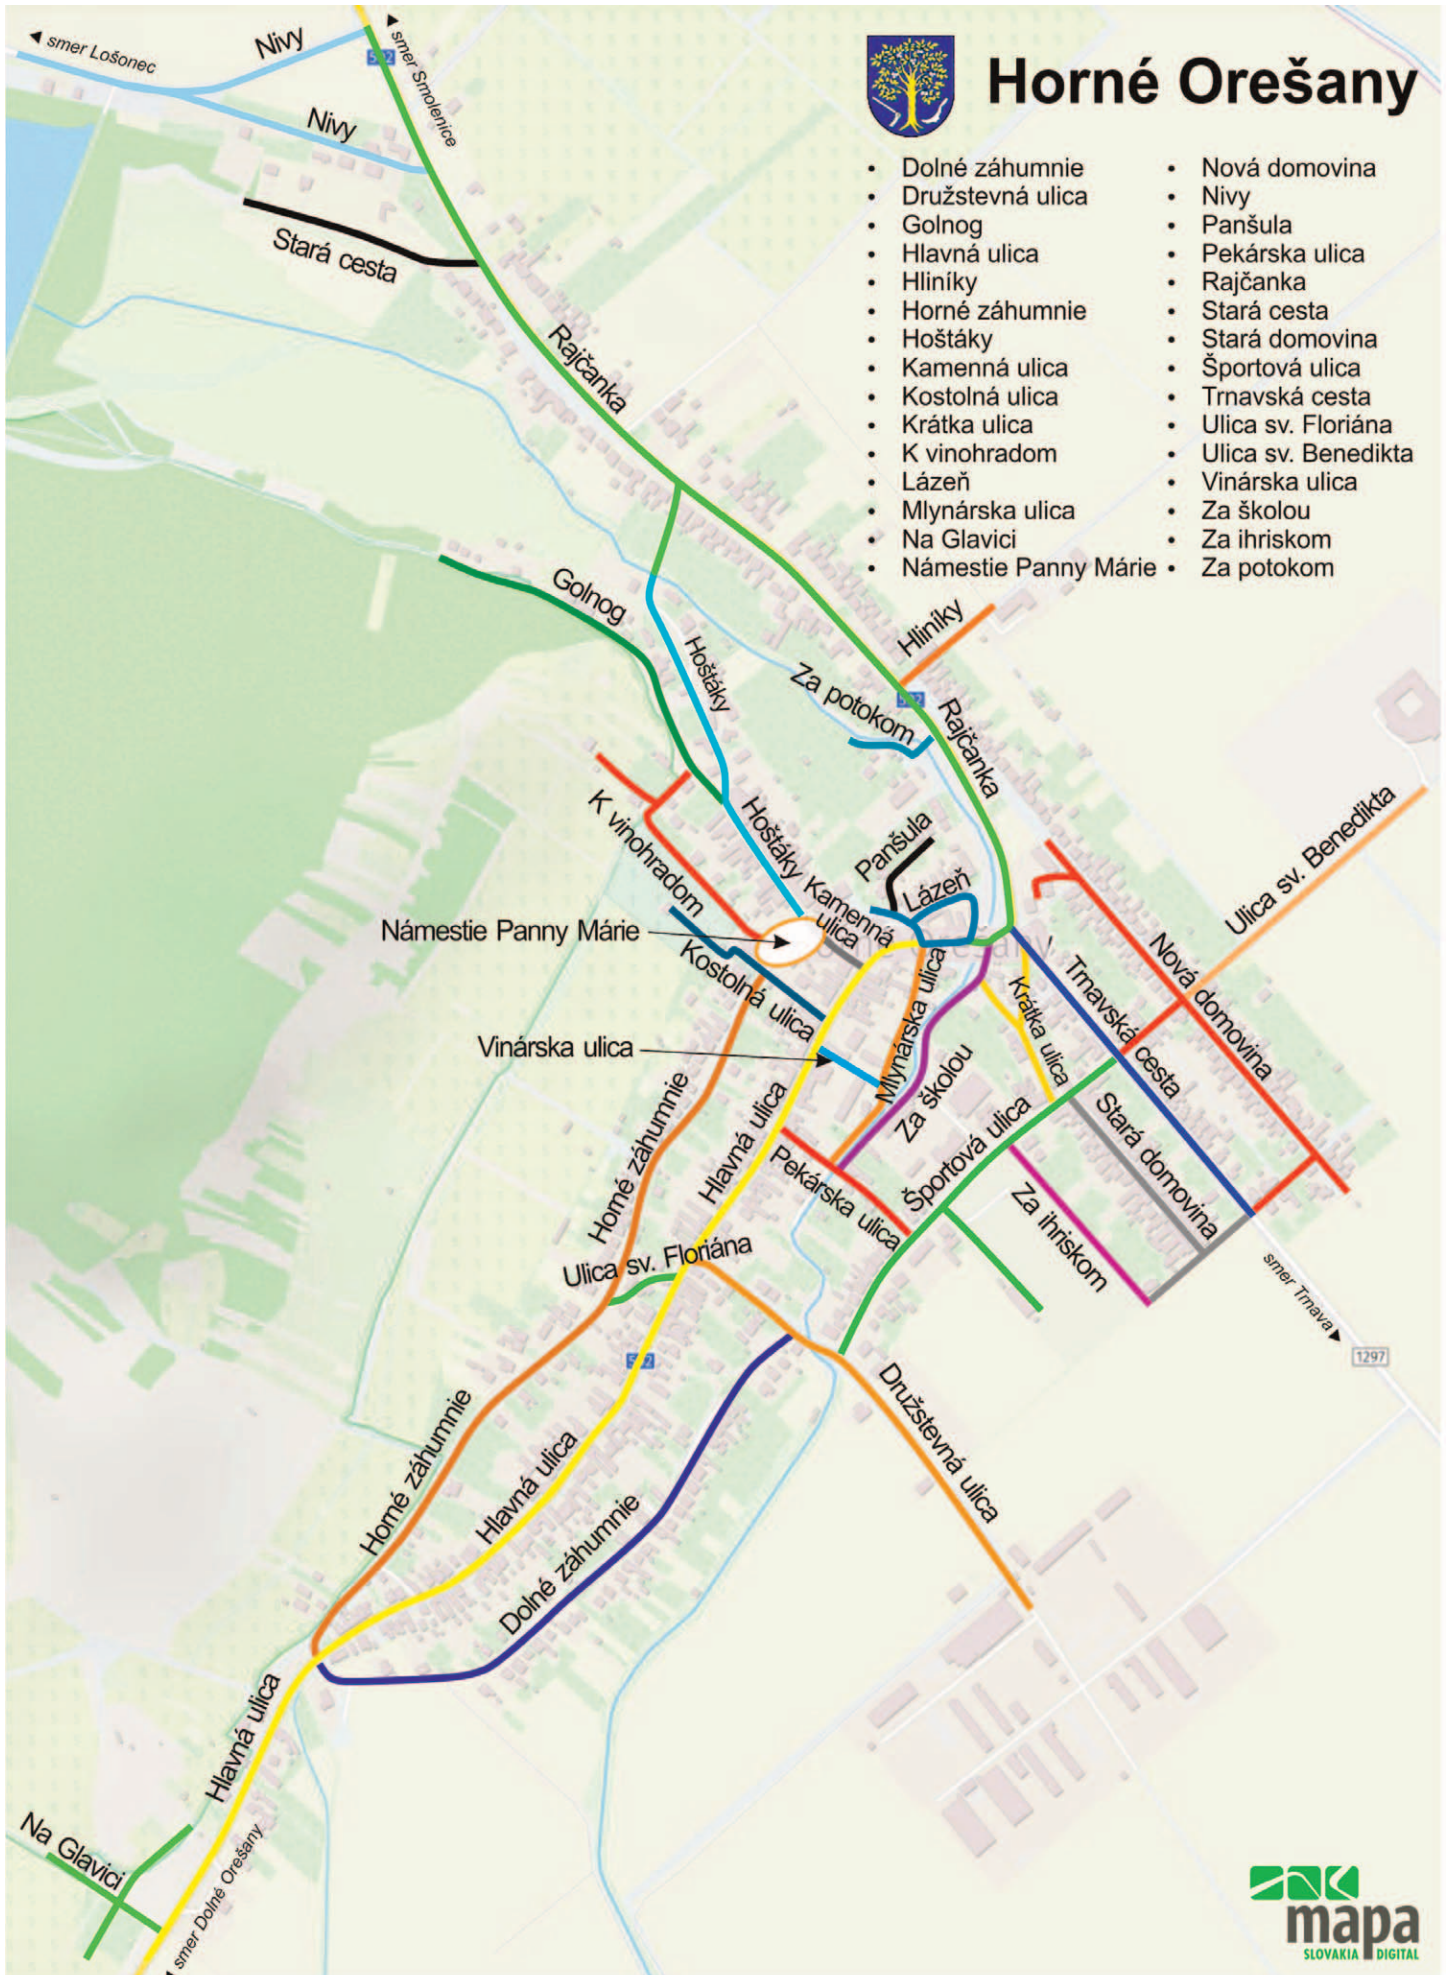 Horné Orešany
• Dolné záhumnie
• Družstevná ulica
• Golnog
• Hlavná ulica
• Hliníky
• Horné záhumnie
• Hoštáky
• Kamenná ulica
• Kostolná ulica
• Krátka ulica
• K vinohradom
• Lázeň
• Mlynárska ulica
• Na Glavici
• Námestie Panny Márie
• Nová domovina
• Nivy
• Panšula
• Pekárska ulica
• Rajčanka
• Stará cesta
• Stará domovina
• Športová ulica
• Trnavská cesta
• Ulica sv. Floriána
• Ulica sv. Benedikta
• Vinárska ulica
• Za školou
• Za ihriskom
• Za potokom
smer Lošonec
Nivy
502
smer Smolenice
Nivy
Stará cesta
Rajčanka
Golnog
Hoštáky
Hliníky
Za potokom
502
Rajčanka
K vinohradom
Hoštáky
Kamenná
ulica
Panšula
Lázeň
Ulica sv. Benedikta
Námestie Panny Márie
Kostolná ulica
Horné Orešany
Mlynárska ulica
Krátka ulica
Trnavská cesta
Nová domovina
Vinárska ulica
Horné záhumnie
Hlavná ulica
Za školou
Športová ulica
Stará domovina
Pekárska ulica
Za ihriskom
Ulica sv. Floriána
smer Trnava
1297
502
Družstevná ulica
Horné záhumnie
Hlavná ulica
Dolné záhumnie
Hlavná ulica
Na Glavici
smer Dolné Orešany
mapa
SLOVAKIA DIGITAL